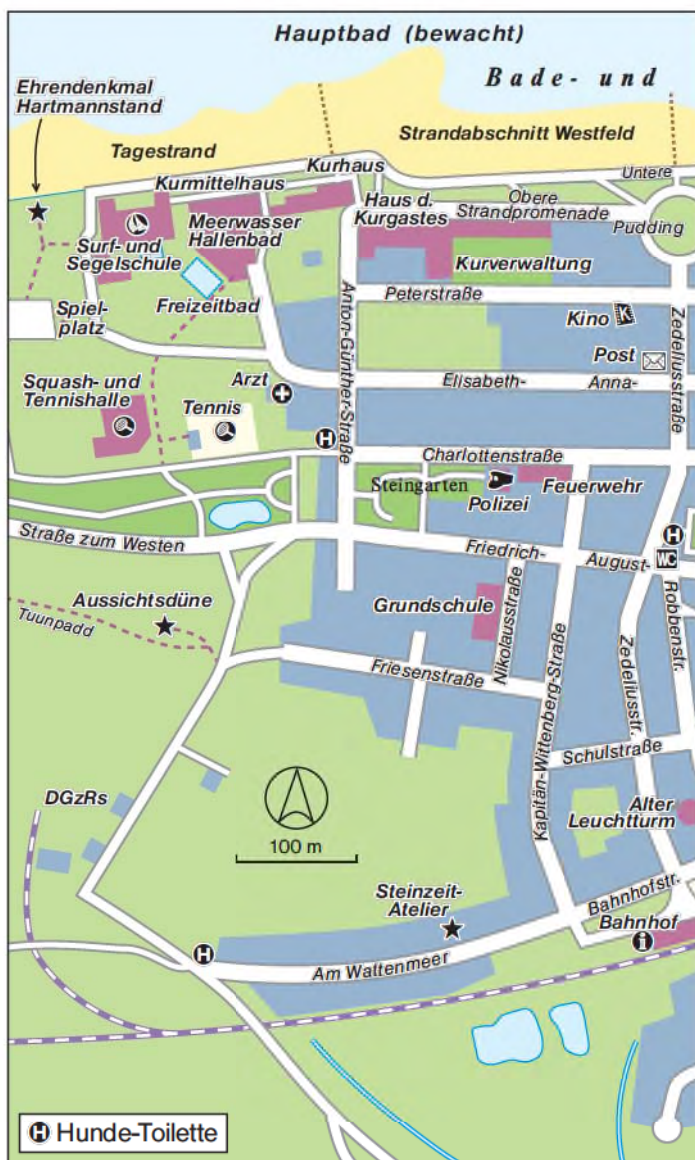 Hauptbad (bewacht)
Ehrendenkmal
Hartmannstand
Bade- und
Tagestrand
Strandabschnitt Westfeld
Kurhaus
Untere
Kurmittelhaus
Haus d.
Kurgastes
Obere
Strandpromenade
Meerwasser
Hallenbad
Pudding
Surf- und
Segelschule
Kurverwaltung
Freizeitbad
Peterstraße
Spiel-
platz
Anton-Günther-Straße
Kino
K
Zedeliusstraße
Post
Squash- und
Tennishalle
Arzt
Elisabeth-
Anna-
Tennis
H
Charlottenstraße
Steingarten
Polizei
Feuerwehr
Straße zum Westen
Friedrich-
August-
H
WC
Robbenstr.
Aussichtsdüne
Tuunpadd
Grundschule
Nikolausstraße
Kapitän-Wittenberg-Straße
Zedeliusstr.
Friesenstraße
Schulstraße
DGzRs
Alter
Leuchtturm
100 m
Steinzeit-
Atelier
Bahnhofstr.
Bahnhof
i
H
Am Wattenmeer
H Hunde-Toilette